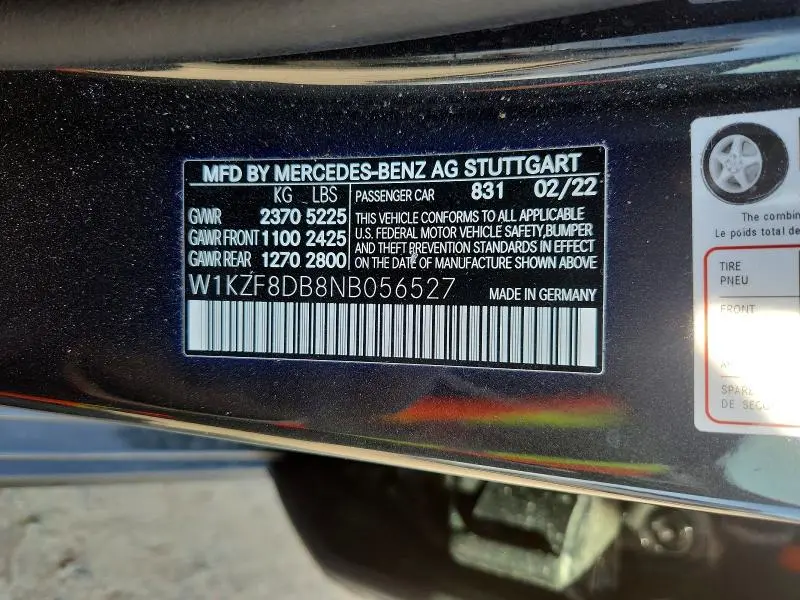 MFD BY MERCEDES-BENZ AG STUTTGART
KG LBS
GVWR 2370 5225
GAWR FRONT 1100 2425
GAWR REAR 1270 2800
PASSENGER CAR 831 02/22
THIS VEHICLE CONFORMS TO ALL APPLICABLE
U.S. FEDERAL MOTOR VEHICLE SAFETY,BUMPER
AND THEFT PREVENTION STANDARDS IN EFFECT
ON THE DATE OF MANUFACTURE SHOWN ABOVE
W1KZF8DB8NB056527
MADE IN GERMANY
The combin
Le poids total de
TIRE
PNEU
FRONT
SPARE
DE SECO